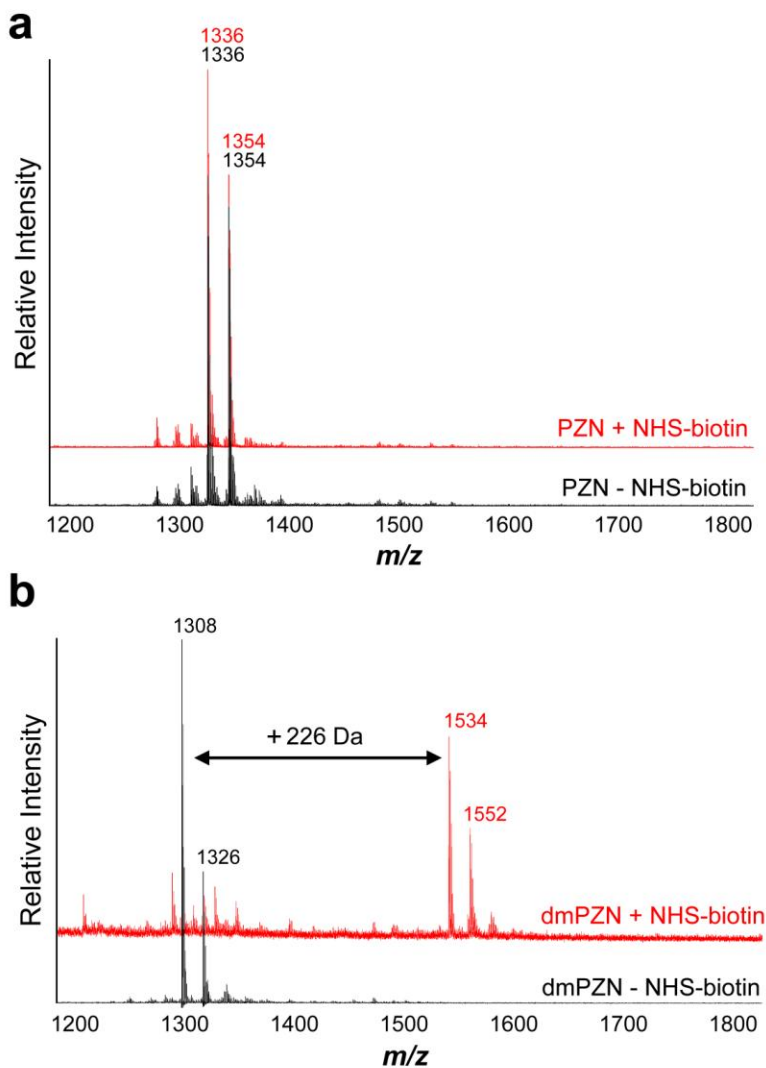 a
1336
1336
1354
1354
Relative Intensity
PZN + NHS-biotin
PZN - NHS-biotin
1200 1300 1400 1500 1600 1700 1800
m/z
b
1308
+ 226 Da
1534
1552
1326
Relative Intensity
dmPZN + NHS-biotin
dmPZN - NHS-biotin
1200 1300 1400 1500 1600 1700 1800
m/z